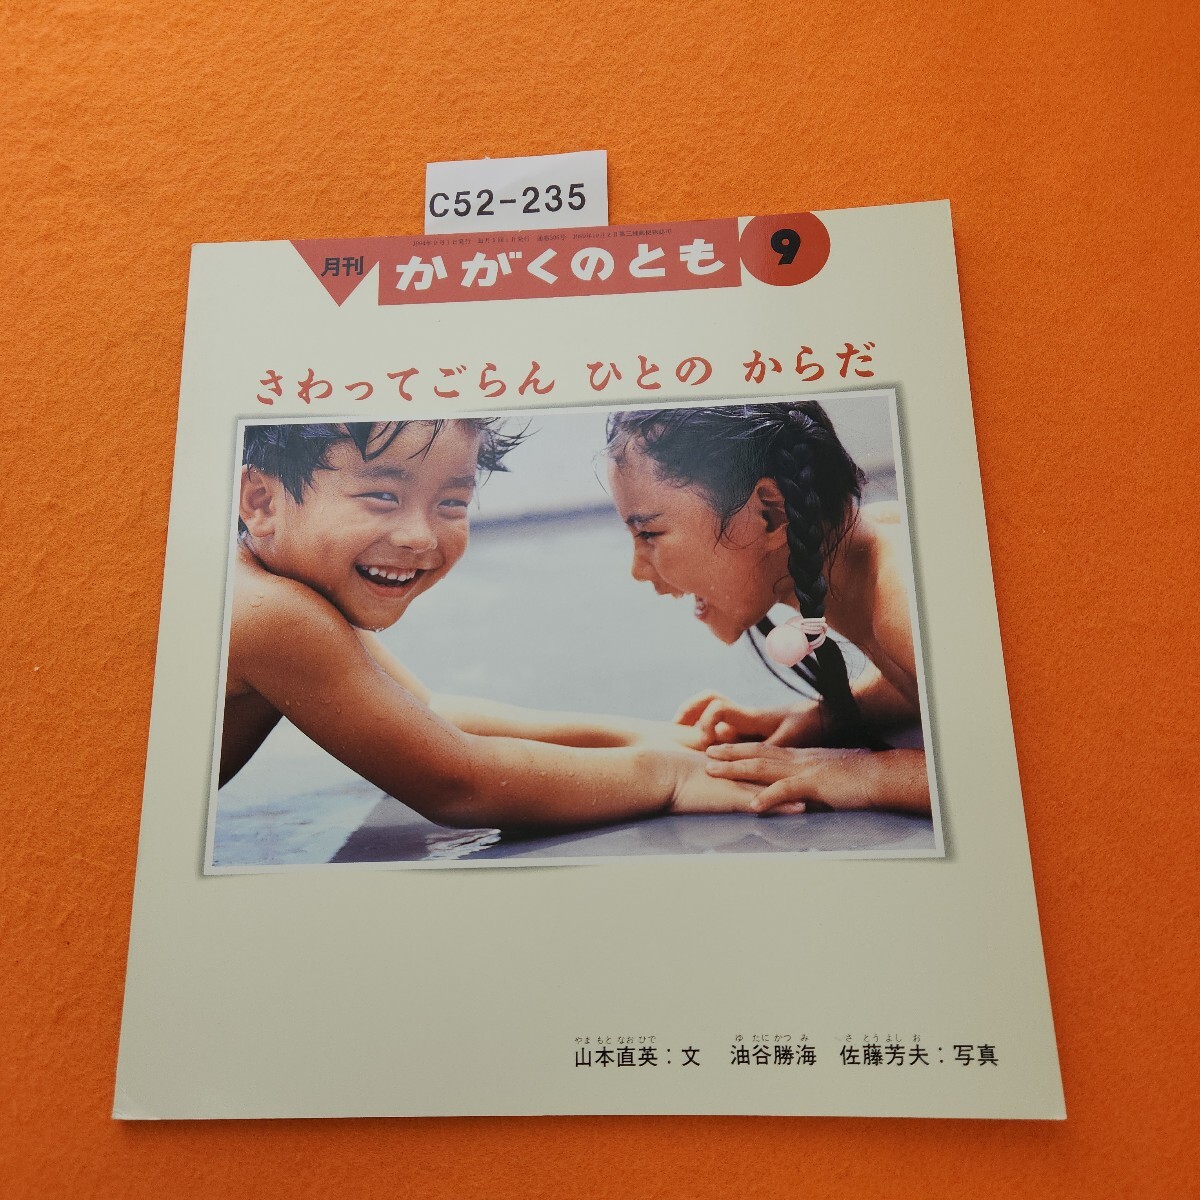 C52-235
月刊
かがくのとも
9
さわってごらん ひとの からだ
やま もと なお ひで ゆ たに かつ み さ とう よし お
山本直英：文 油谷勝海 佐藤芳夫：写真